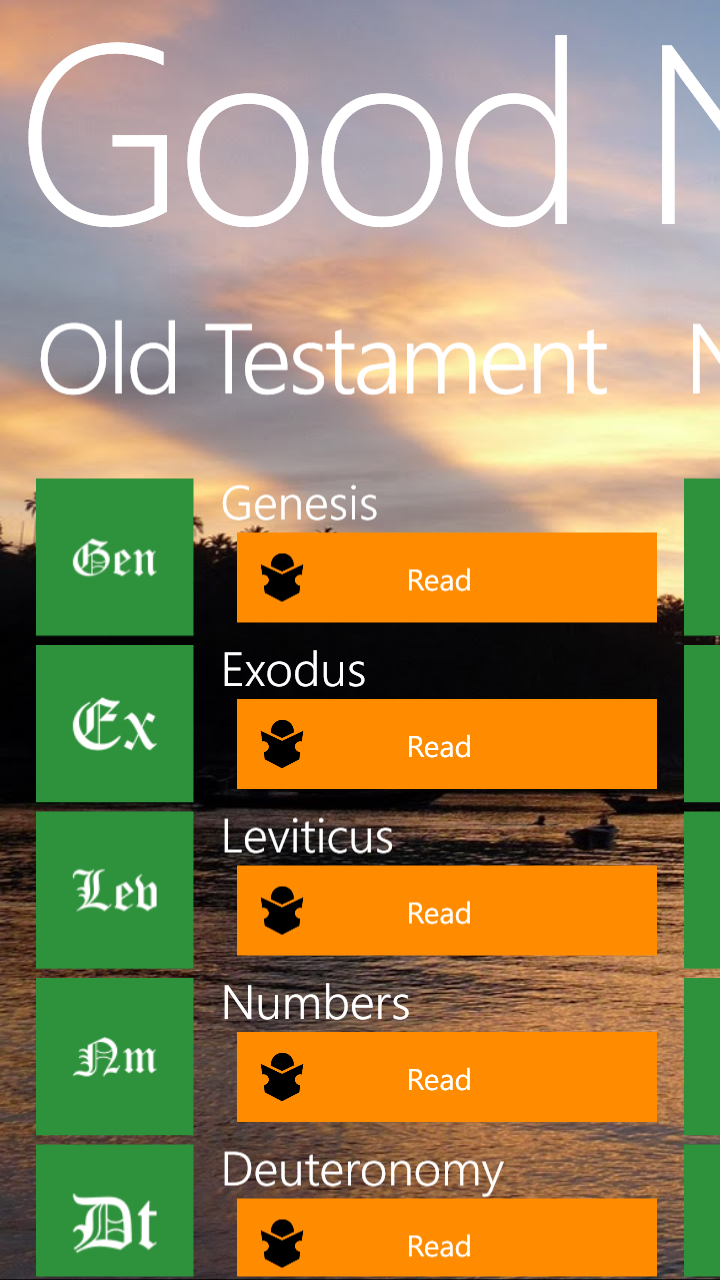 Good N
Old Testament N
Gen Genesis
Read
Ex Exodus
Read
Lev Leviticus
Read
Nm Numbers
Read
Dt Deuteronomy
Read